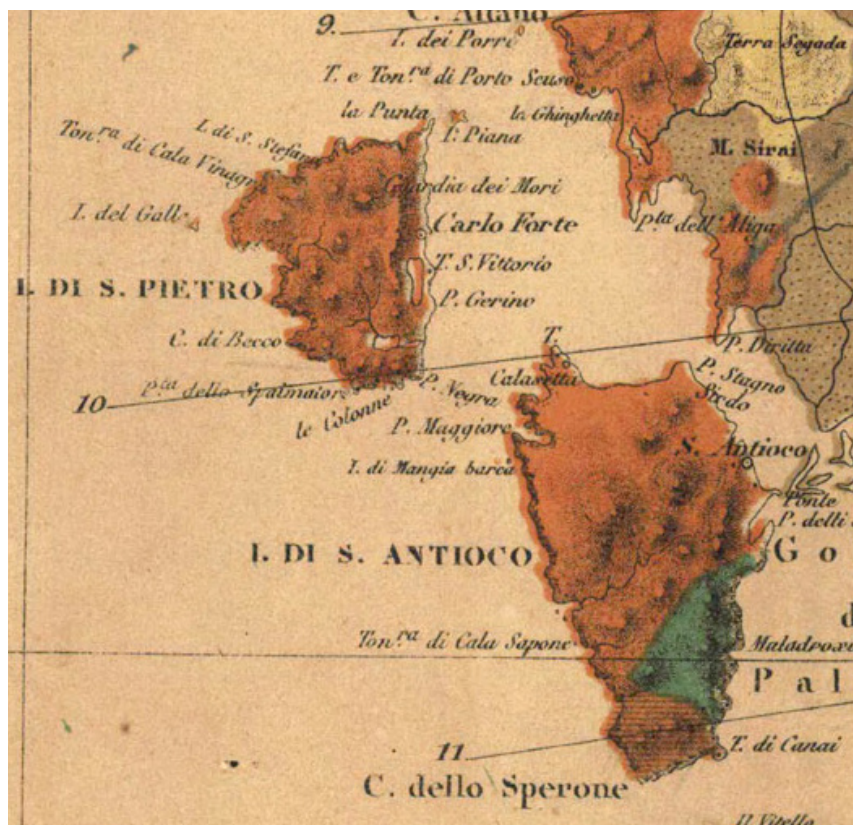 C. Altano
9.
I. dei Porri
Terra Segada
T. e Ton.ra di Porto Scuso
la Punta
la Ghinghetta
I. Piana
M. Sirai
I. di S. Stefano
Ton.ra di Cala Vinagra
Guardia dei Mori
I. del Gallo
Carlo Forte
P.ta dell'Aliga
T. S. Vittorio
I. DI S. PIETRO
P. Gerino
C. di Becco
T.
P. Diritta
P.ta dello Spalmatore
P. Negra
Calasetta
P. Stagno
10
le Colonne
P. Maggiore
S. Antioco
I. di Mangia barca
Ponte
P. delli
I. DI S. ANTIOCO
Go
d
Ton.ra di Cala Sapone
Maladroxi
Pal
11
T. di Canai
C. dello Sperone
Il Vitello